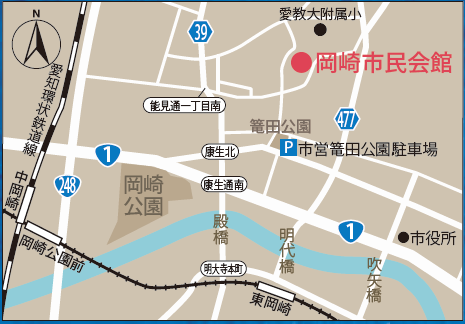 N
愛教大附属小
39
岡崎市民会館
愛知環状鉄道線
能見通一丁目南
477
篭田公園
1
康生北
P 市営篭田公園駐車場
中岡崎
248
岡崎
公園
康生通南
殿橋
明代橋
1
市役所
岡崎公園前
吹矢橋
明大寺本町
東岡崎